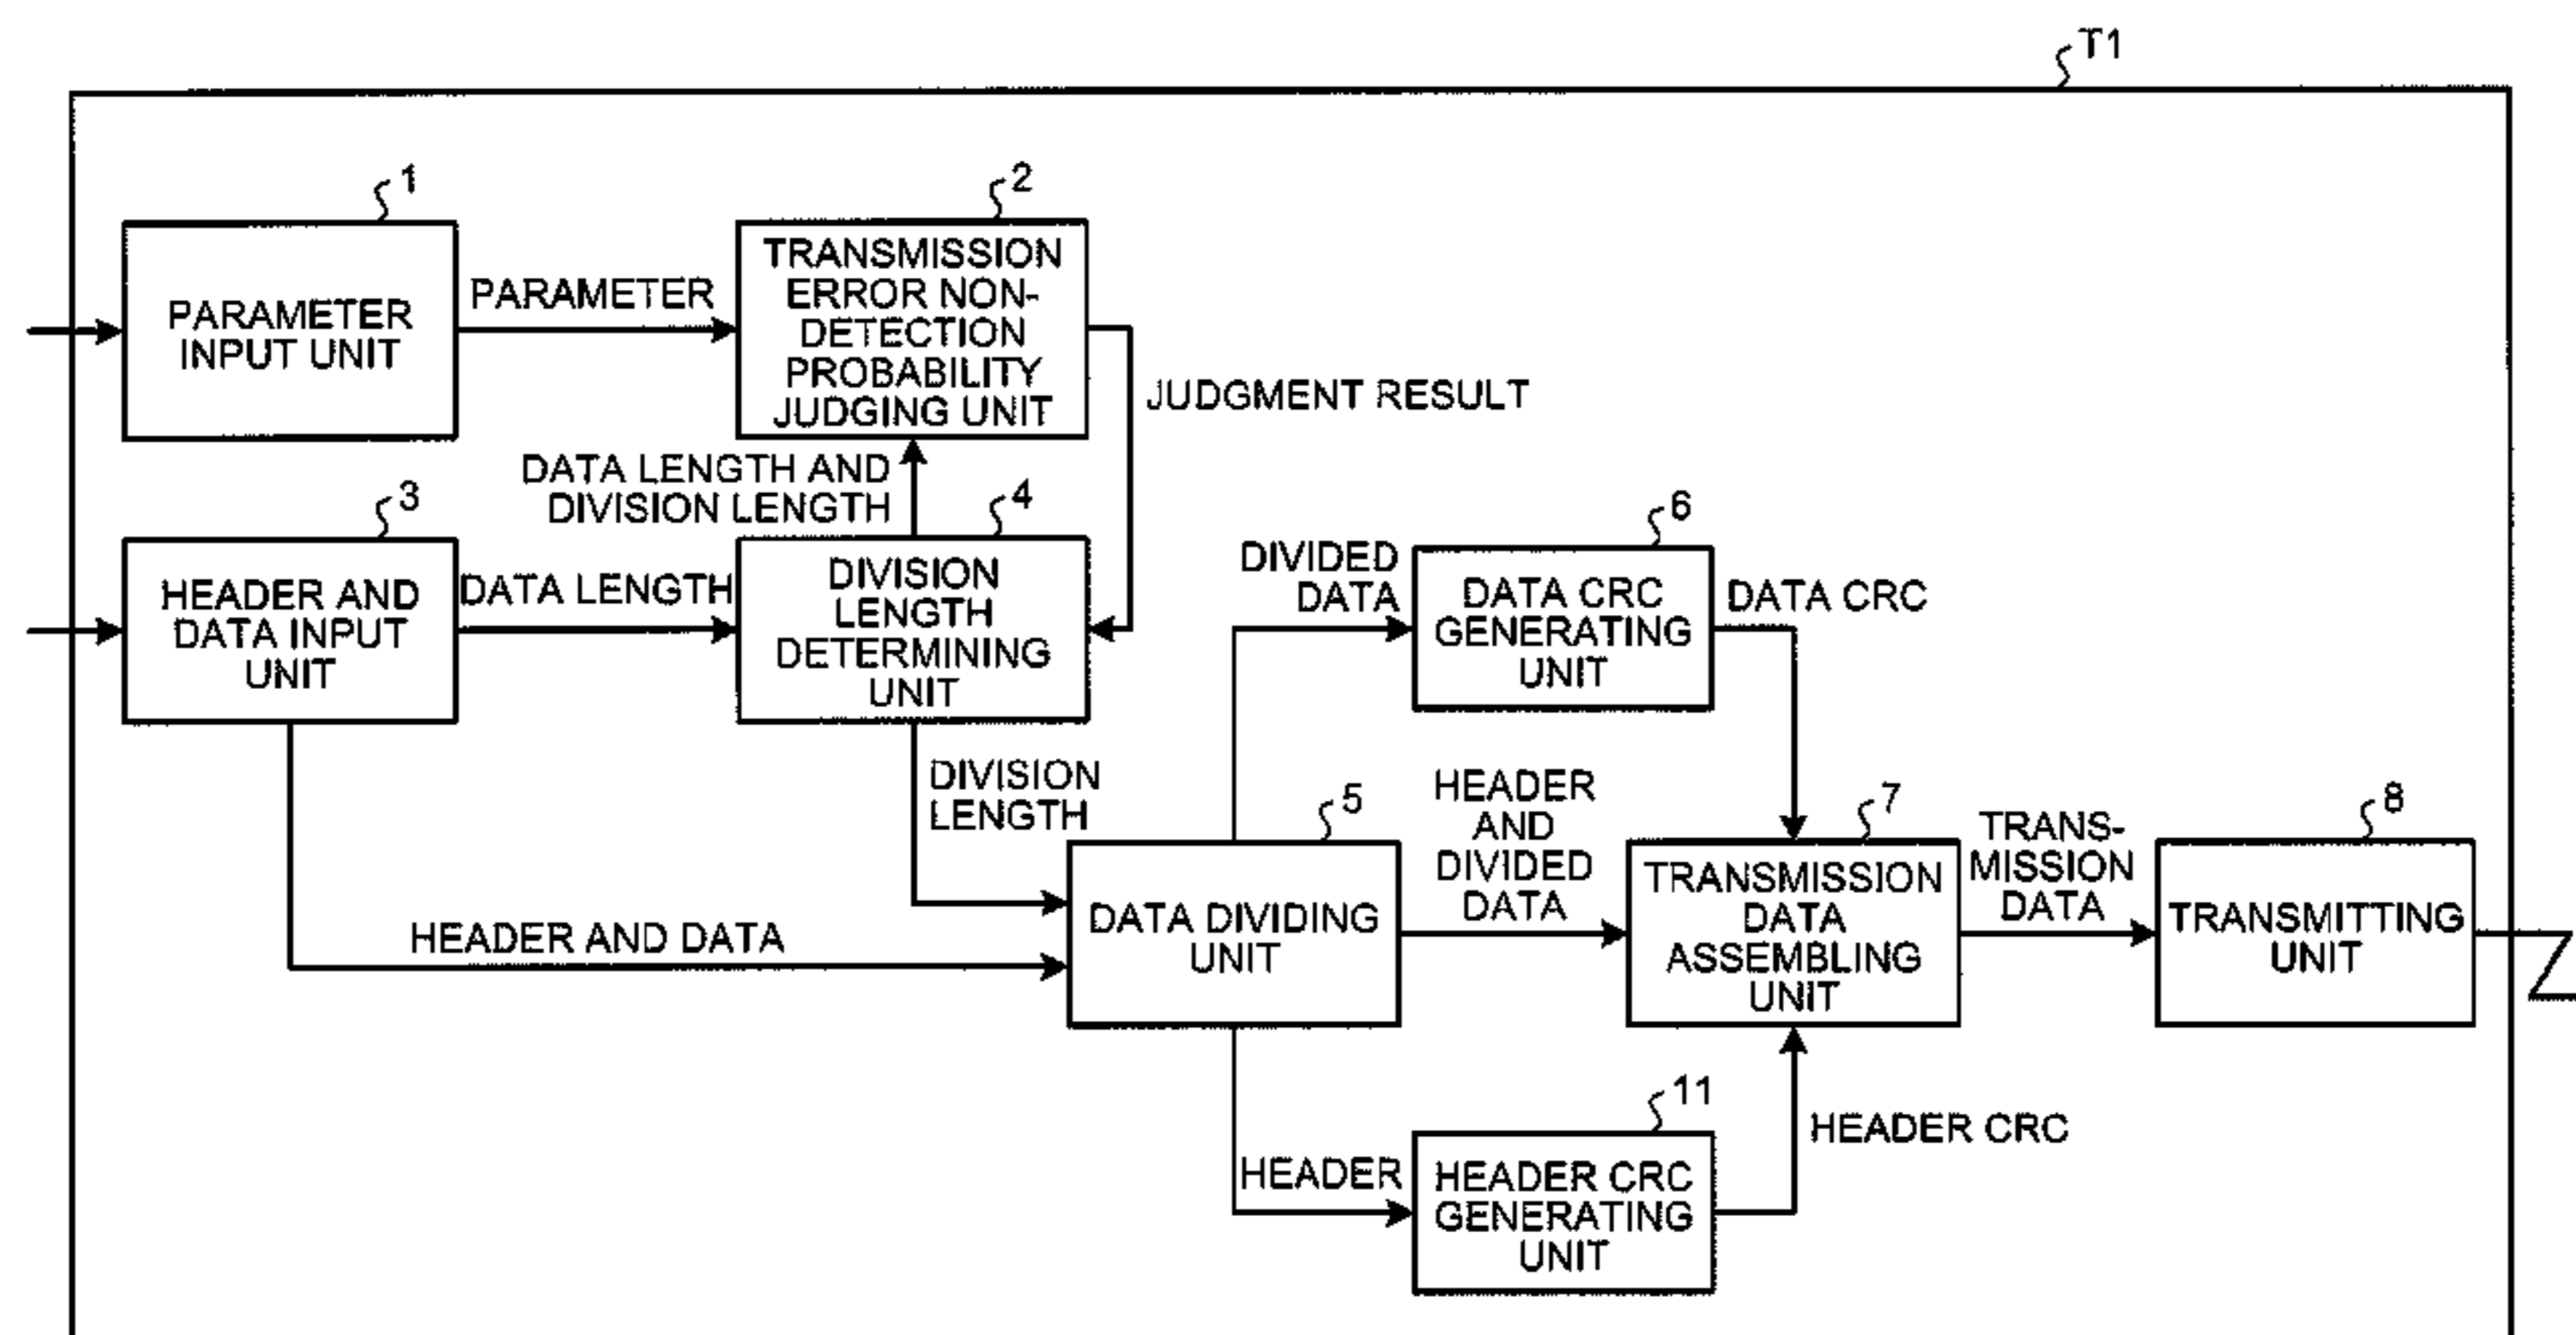 T1
1
PARAMETER
INPUT UNIT
PARAMETER
2
TRANSMISSION
ERROR NON-
DETECTION
PROBABILITY
JUDGING UNIT
JUDGMENT RESULT
DATA LENGTH AND
DIVISION LENGTH
3
HEADER AND
DATA INPUT
UNIT
DATA LENGTH
4
DIVISION
LENGTH
DETERMINING
UNIT
DIVISION
LENGTH
HEADER AND DATA
5
DATA DIVIDING
UNIT
DIVIDED
DATA
6
DATA CRC
GENERATING
UNIT
DATA CRC
HEADER
AND
DIVIDED
DATA
7
TRANSMISSION
DATA
ASSEMBLING
UNIT
TRANS-
MISSION
DATA
8
TRANSMITTING
UNIT
HEADER
11
HEADER CRC
GENERATING
UNIT
HEADER CRC